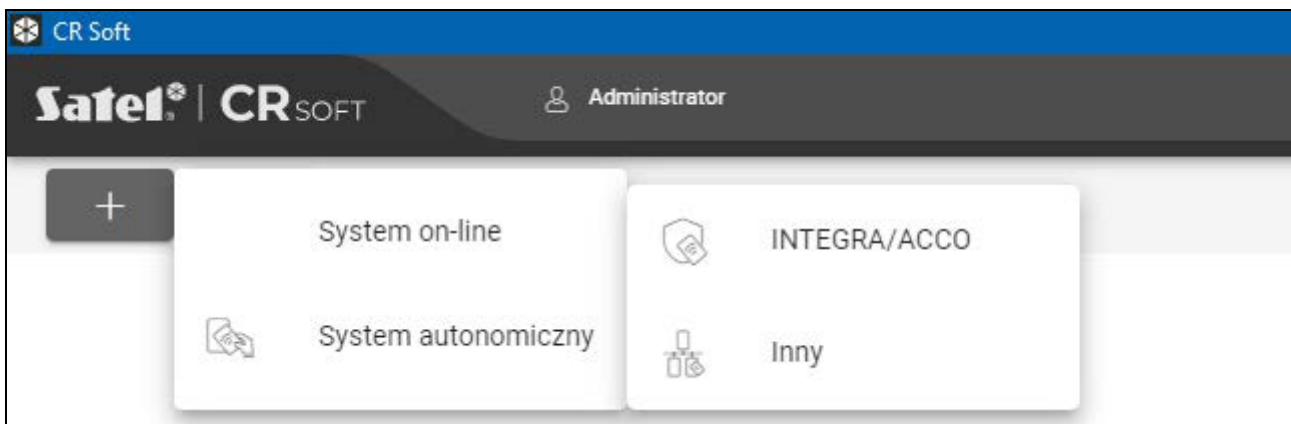 CR Soft
Satel® | CR SOFT
Administrator
+
System on-line
INTEGRA/ACCO
System autonomiczny
Inny